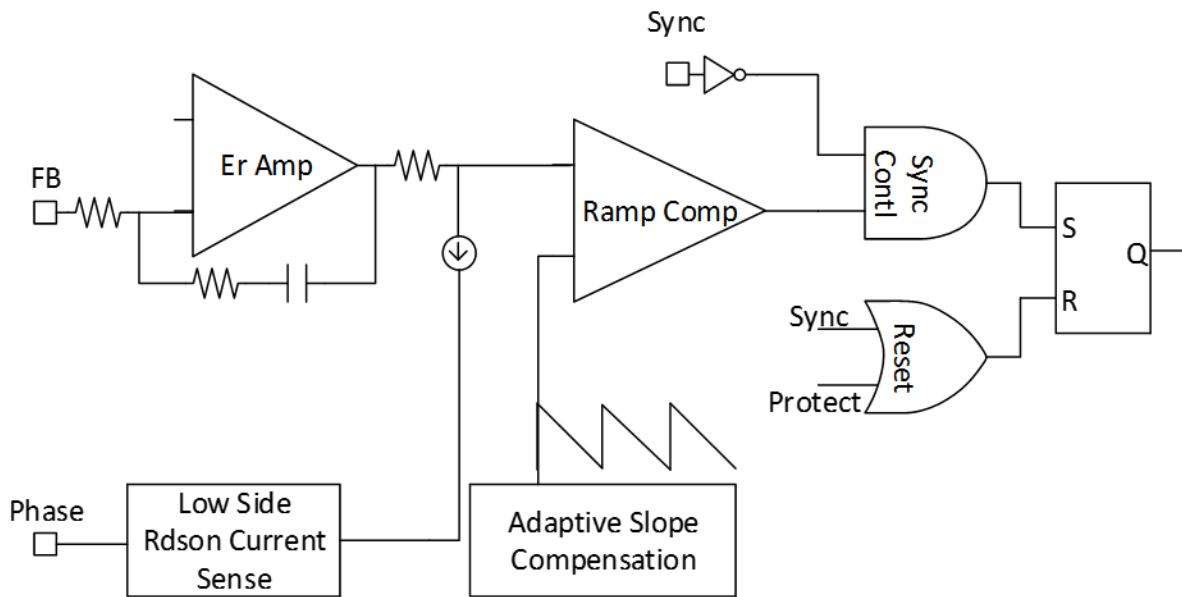 Sync
Er Amp
FB
Ramp Comp
Sync
Contl
S
Q
R
Sync
Reset
Protect
Phase
Low Side
Rdson Current
Sense
Adaptive Slope
Compensation